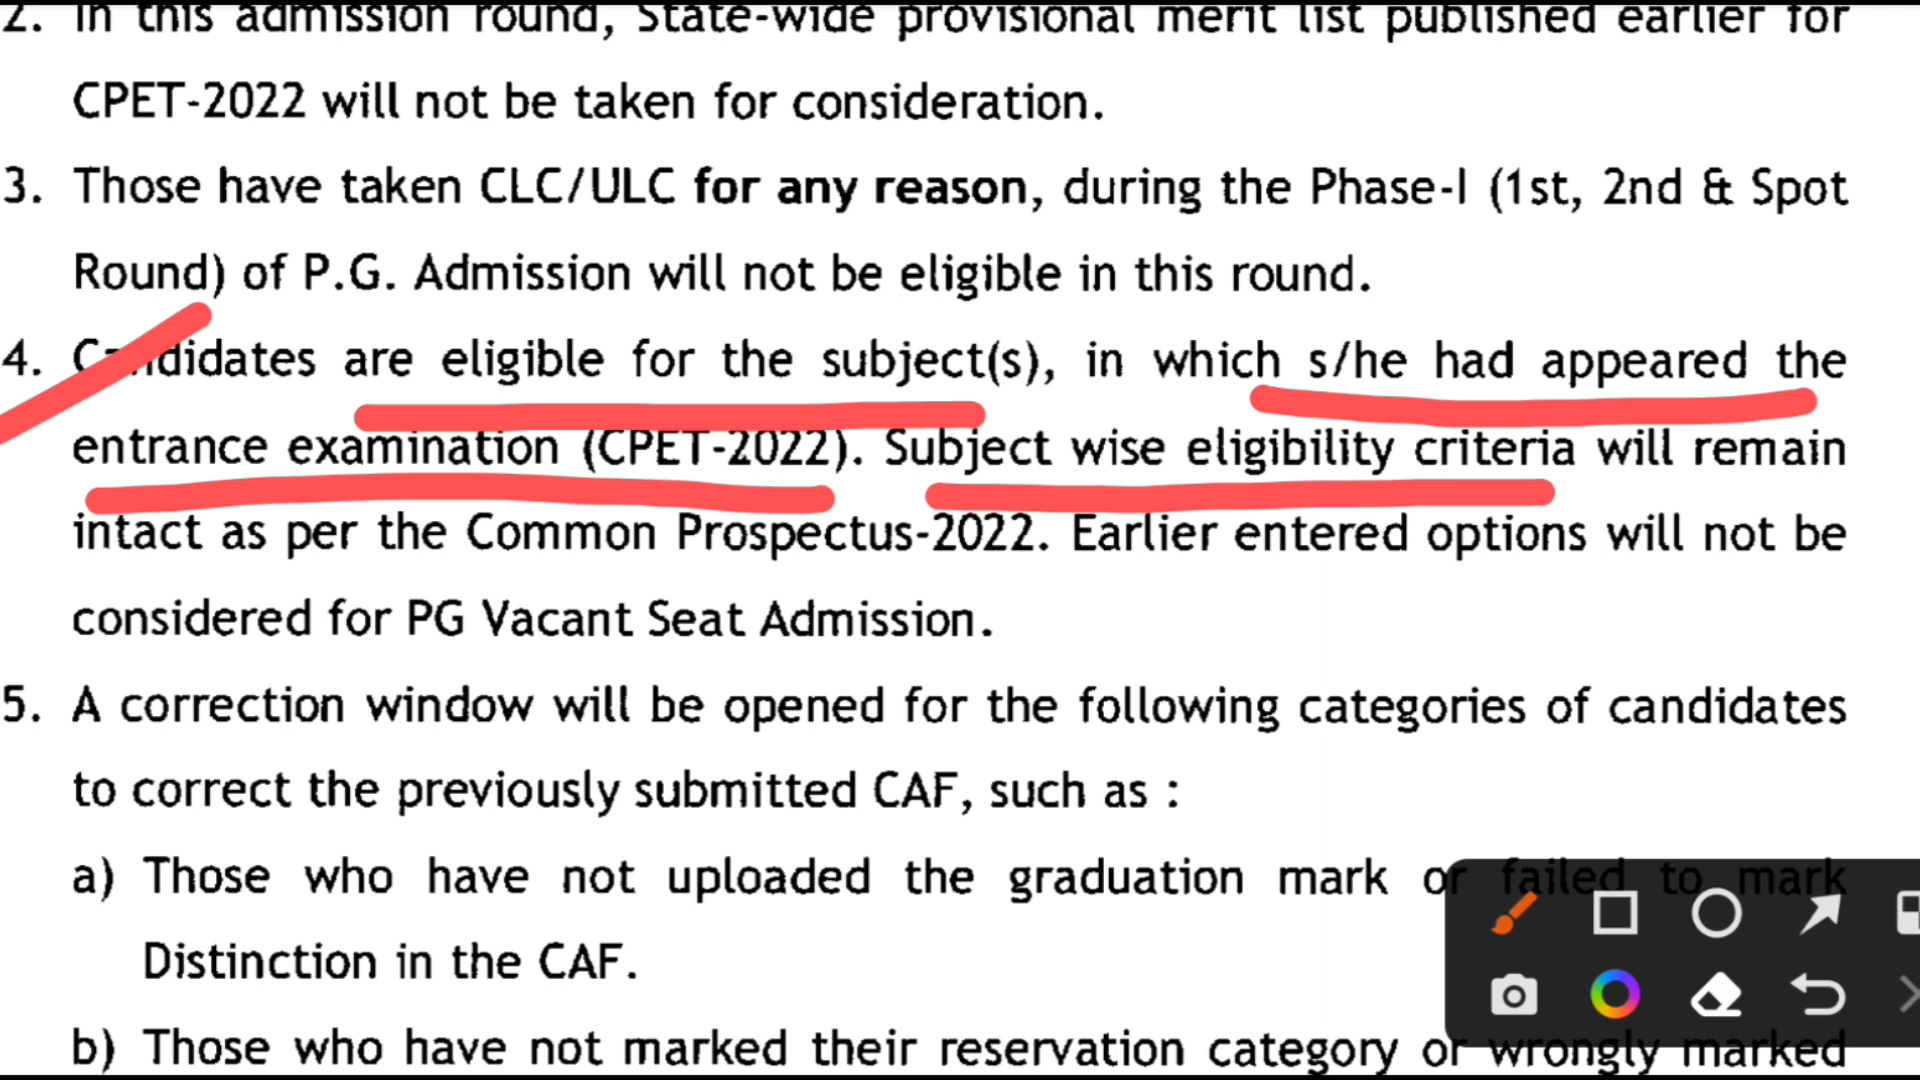 2. In this admission round, State-wide provisional merit list published earlier for
CPET-2022 will not be taken for consideration.
3. Those have taken CLC/ULC for any reason, during the Phase-I (1st, 2nd & Spot
Round) of P.G. Admission will not be eligible in this round.
4. Candidates are eligible for the subject(s), in which s/he had appeared the
entrance examination (CPET-2022). Subject wise eligibility criteria will remain
intact as per the Common Prospectus-2022. Earlier entered options will not be
considered for PG Vacant Seat Admission.
5. A correction window will be opened for the following categories of candidates
to correct the previously submitted CAF, such as :
a) Those who have not uploaded the graduation mark or failed to mark
Distinction in the CAF.
b) Those who have not marked their reservation category or wrongly marked